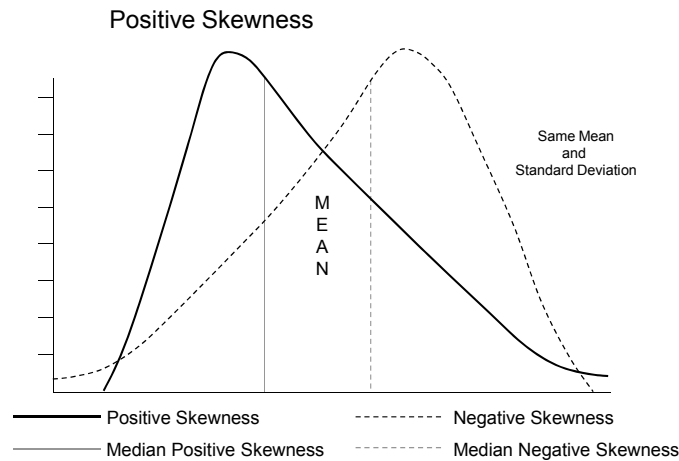 Positive Skewness
Same Mean
and
Standard Deviation
M
E
A
N
Positive Skewness
Negative Skewness
Median Positive Skewness
Median Negative Skewness